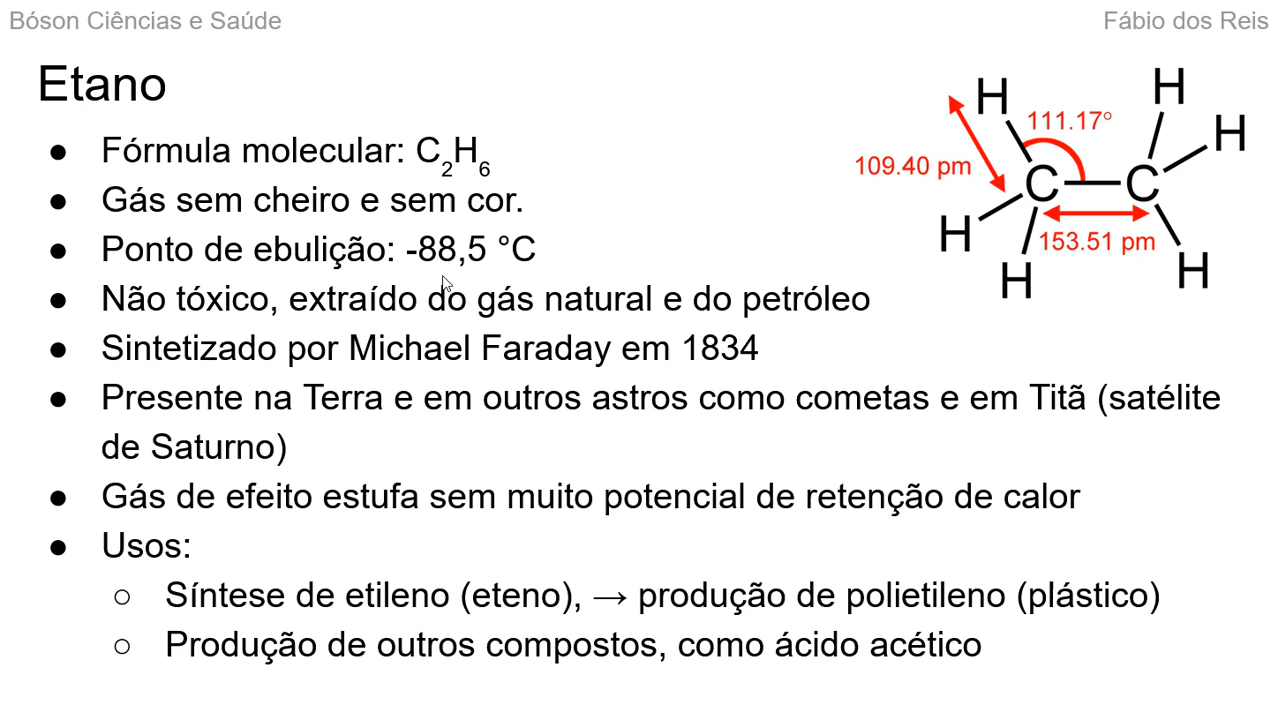 Bóson Ciências e Saúde
Fábio dos Reis
Etano
● Fórmula molecular: C₂H₆
● Gás sem cheiro e sem cor.
● Ponto de ebulição: -88,5 °C
● Não tóxico, extraído do gás natural e do petróleo
● Sintetizado por Michael Faraday em 1834
● Presente na Terra e em outros astros como cometas e em Titã (satélite
de Saturno)
● Gás de efeito estufa sem muito potencial de retenção de calor
● Usos:
○ Síntese de etileno (eteno), → produção de polietileno (plástico)
○ Produção de outros compostos, como ácido acético
H
H
111.17°
H
109.40 pm
C
C
H
153.51 pm
H
H